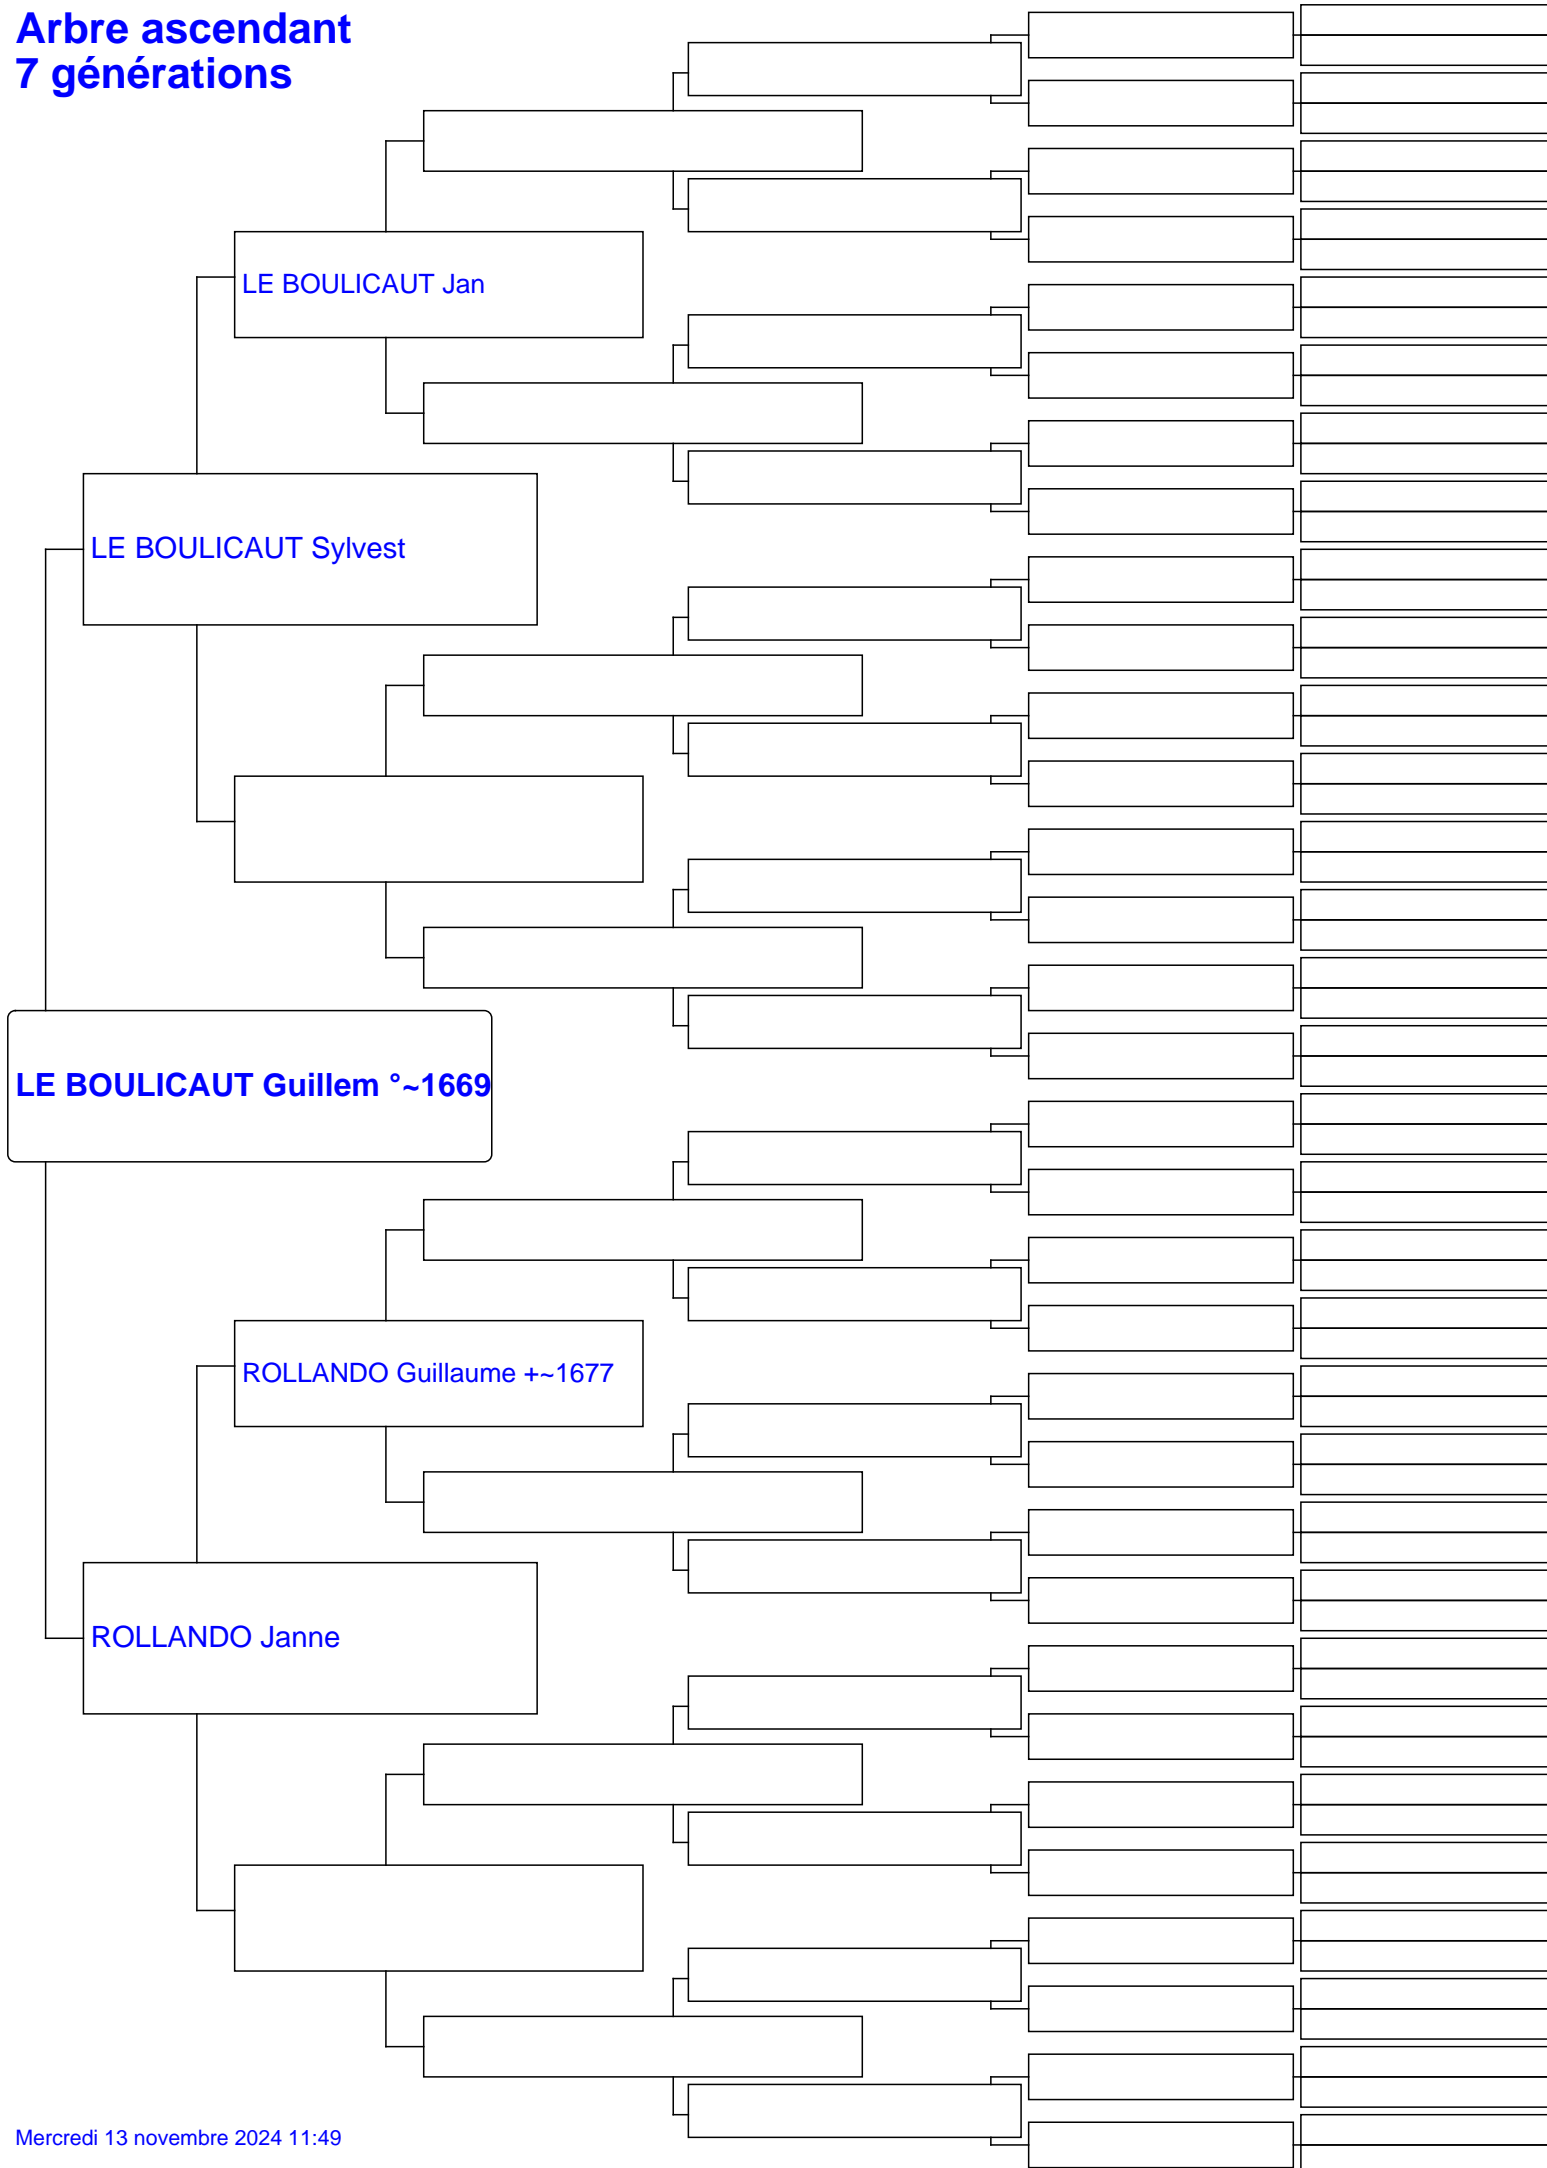 Arbre ascendant
7 générations
LE BOULICAUT Jan
LE BOULICAUT Sylvest
LE BOULICAUT Guillem °~1669
ROLLANDO Guillaume +~1677
ROLLANDO Janne
Mercredi 13 novembre 2024 11:49